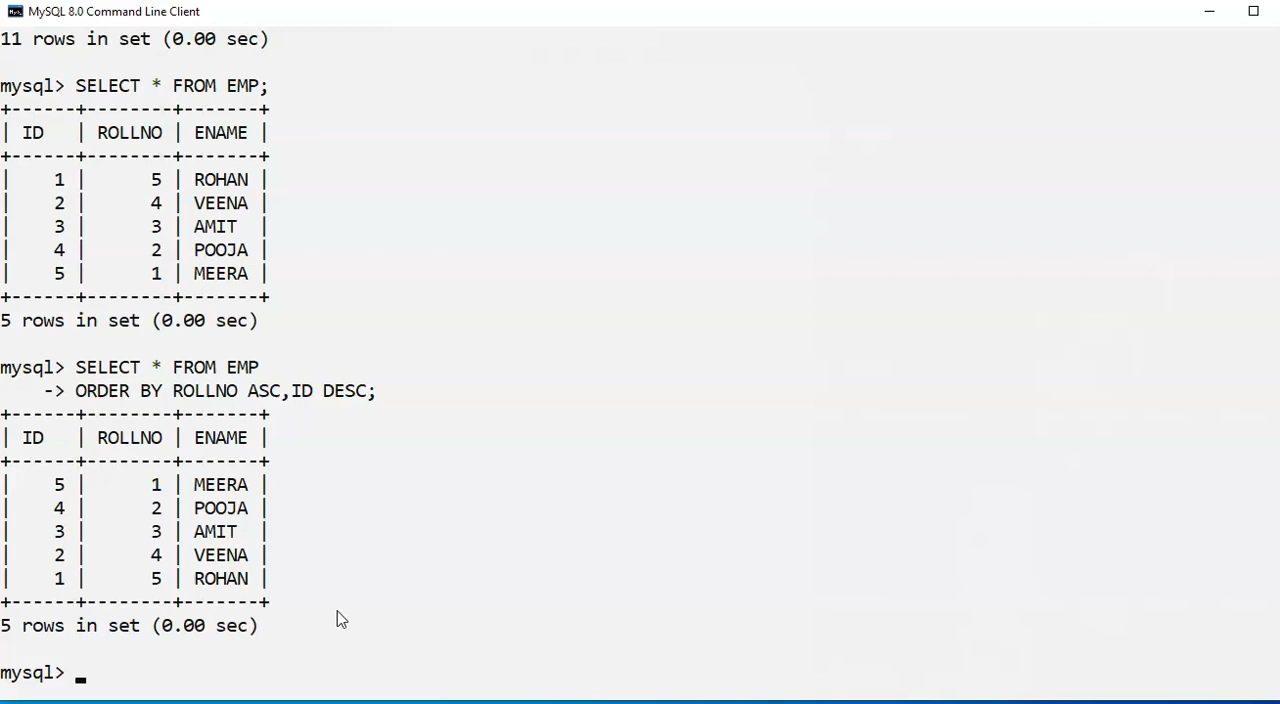 MySQL 8.0 Command Line Client
11 rows in set (0.00 sec)
mysql> SELECT * FROM EMP;
+------+--------+-------+
| ID   | ROLLNO | ENAME |
+------+--------+-------+
|    1 |      5 | ROHAN |
|    2 |      4 | VEENA |
|    3 |      3 | AMIT  |
|    4 |      2 | POOJA |
|    5 |      1 | MEERA |
+------+--------+-------+
5 rows in set (0.00 sec)
mysql> SELECT * FROM EMP
    -> ORDER BY ROLLNO ASC,ID DESC;
+------+--------+-------+
| ID   | ROLLNO | ENAME |
+------+--------+-------+
|    5 |      1 | MEERA |
|    4 |      2 | POOJA |
|    3 |      3 | AMIT  |
|    2 |      4 | VEENA |
|    1 |      5 | ROHAN |
+------+--------+-------+
5 rows in set (0.00 sec)
mysql>